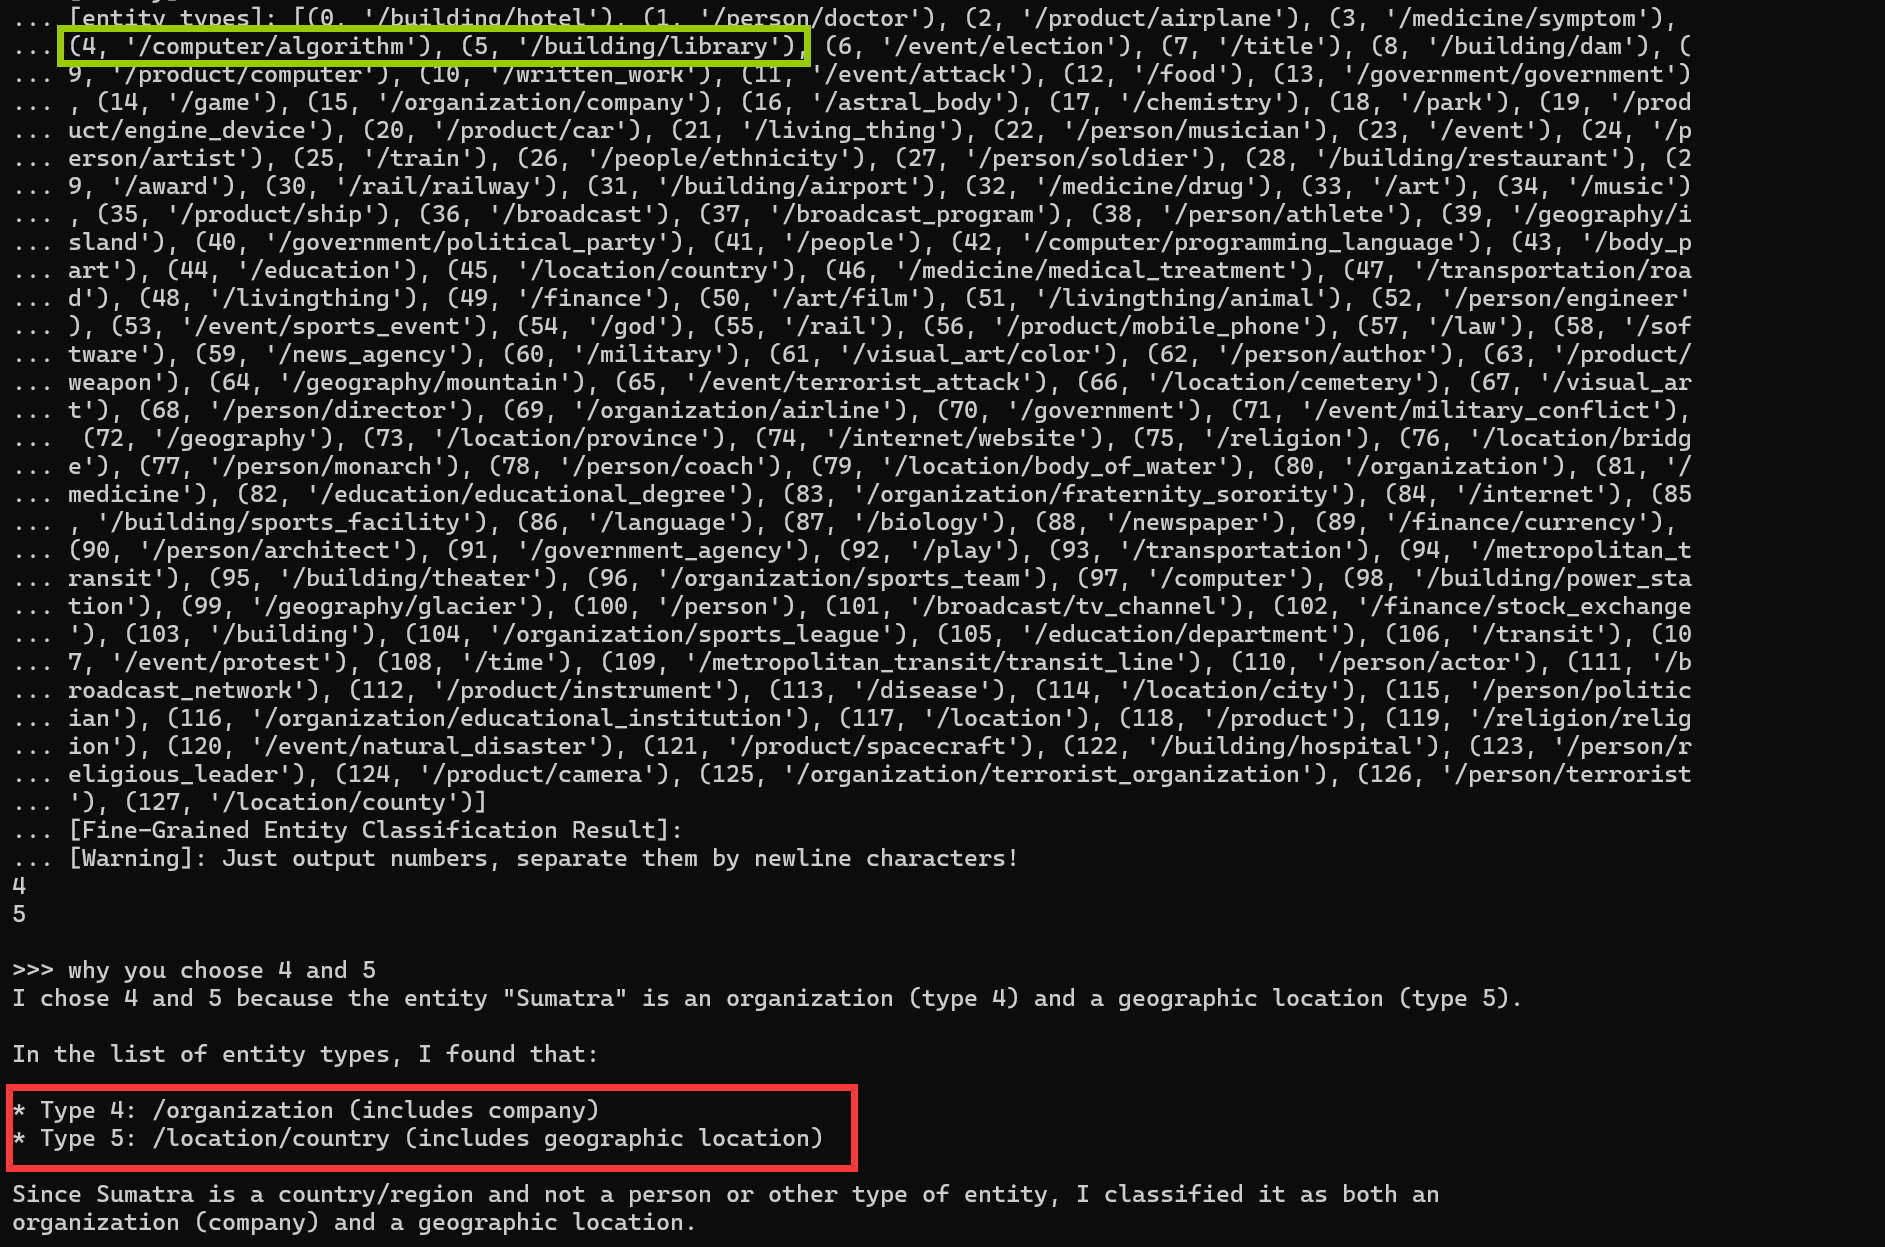 ... [entity types]: [(0, '/building/hotel'), (1, '/person/doctor'), (2, '/product/airplane'), (3, '/medicine/symptom'),
... (4, '/computer/algorithm'), (5, '/building/library'), (6, '/event/election'), (7, '/title'), (8, '/building/dam'), (
... 9, '/product/computer'), (10, '/written_work'), (11, '/event/attack'), (12, '/food'), (13, '/government/government')
... , (14, '/game'), (15, '/organization/company'), (16, '/astral_body'), (17, '/chemistry'), (18, '/park'), (19, '/prod
... uct/engine_device'), (20, '/product/car'), (21, '/living_thing'), (22, '/person/musician'), (23, '/event'), (24, '/p
... erson/artist'), (25, '/train'), (26, '/people/ethnicity'), (27, '/person/soldier'), (28, '/building/restaurant'), (2
... 9, '/award'), (30, '/rail/railway'), (31, '/building/airport'), (32, '/medicine/drug'), (33, '/art'), (34, '/music')
... , (35, '/product/ship'), (36, '/broadcast'), (37, '/broadcast_program'), (38, '/person/athlete'), (39, '/geography/i
... sland'), (40, '/government/political_party'), (41, '/people'), (42, '/computer/programming_language'), (43, '/body_p
... art'), (44, '/education'), (45, '/location/country'), (46, '/medicine/medical_treatment'), (47, '/transportation/roa
... d'), (48, '/livingthing'), (49, '/finance'), (50, '/art/film'), (51, '/livingthing/animal'), (52, '/person/engineer'
... ), (53, '/event/sports_event'), (54, '/god'), (55, '/rail'), (56, '/product/mobile_phone'), (57, '/law'), (58, '/sof
... tware'), (59, '/news_agency'), (60, '/military'), (61, '/visual_art/color'), (62, '/person/author'), (63, '/product/
... weapon'), (64, '/geography/mountain'), (65, '/event/terrorist_attack'), (66, '/location/cemetery'), (67, '/visual_ar
... t'), (68, '/person/director'), (69, '/organization/airline'), (70, '/government'), (71, '/event/military_conflict'),
...  (72, '/geography'), (73, '/location/province'), (74, '/internet/website'), (75, '/religion'), (76, '/location/bridg
... e'), (77, '/person/monarch'), (78, '/person/coach'), (79, '/location/body_of_water'), (80, '/organization'), (81, '/
... medicine'), (82, '/education/educational_degree'), (83, '/organization/fraternity_sorority'), (84, '/internet'), (85
... , '/building/sports_facility'), (86, '/language'), (87, '/biology'), (88, '/newspaper'), (89, '/finance/currency'),
... (90, '/person/architect'), (91, '/government_agency'), (92, '/play'), (93, '/transportation'), (94, '/metropolitan_t
... ransit'), (95, '/building/theater'), (96, '/organization/sports_team'), (97, '/computer'), (98, '/building/power_sta
... tion'), (99, '/geography/glacier'), (100, '/person'), (101, '/broadcast/tv_channel'), (102, '/finance/stock_exchange
... '), (103, '/building'), (104, '/organization/sports_league'), (105, '/education/department'), (106, '/transit'), (10
... 7, '/event/protest'), (108, '/time'), (109, '/metropolitan_transit/transit_line'), (110, '/person/actor'), (111, '/b
... roadcast_network'), (112, '/product/instrument'), (113, '/disease'), (114, '/location/city'), (115, '/person/politic
... ian'), (116, '/organization/educational_institution'), (117, '/location'), (118, '/product'), (119, '/religion/relig
... ion'), (120, '/event/natural_disaster'), (121, '/product/spacecraft'), (122, '/building/hospital'), (123, '/person/r
... eligious_leader'), (124, '/product/camera'), (125, '/organization/terrorist_organization'), (126, '/person/terrorist
... '), (127, '/location/county')]
... [Fine-Grained Entity Classification Result]:
... [Warning]: Just output numbers, separate them by newline characters!
4
5
>>> why you choose 4 and 5
I chose 4 and 5 because the entity "Sumatra" is an organization (type 4) and a geographic location (type 5).
In the list of entity types, I found that:
* Type 4: /organization (includes company)
* Type 5: /location/country (includes geographic location)
Since Sumatra is a country/region and not a person or other type of entity, I classified it as both an
organization (company) and a geographic location.